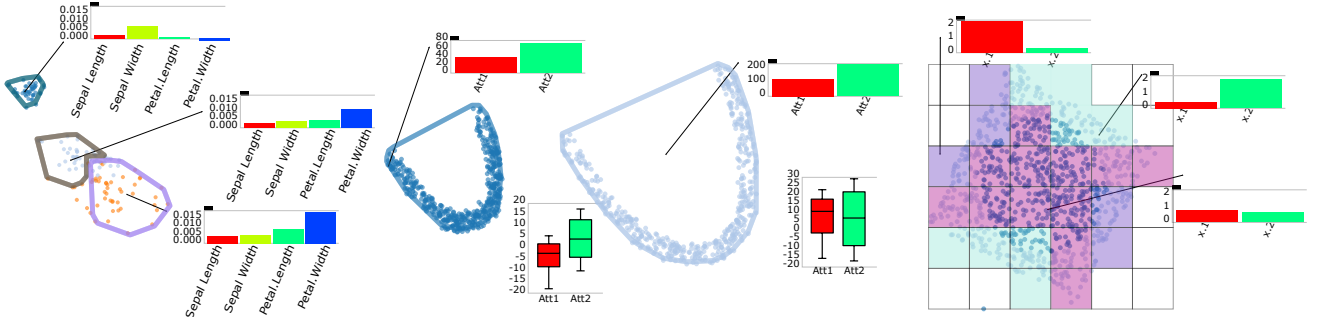 0.015
0.010
0.005
0.000
Sepal Length
Sepal Width
Petal.Length
Petal.Width
0.015
0.010
0.005
0.000
Sepal Length
Sepal Width
Petal.Length
Petal.Width
0.015
0.010
0.005
0.000
Sepal Length
Sepal Width
Petal Length
Petal.Width
80
60
40
20
0
Att1
Att2
20
15
10
5
0
-5
-10
-15
-20
Att1 Att2
200
100
0
Att1
Att2
30
25
20
15
10
5
0
-5
-10
-15
-20
Att1 Att2
2
1
0
x.1
x.2
2
1
0
x.1
x.2
2
1
0
x.1
x.2